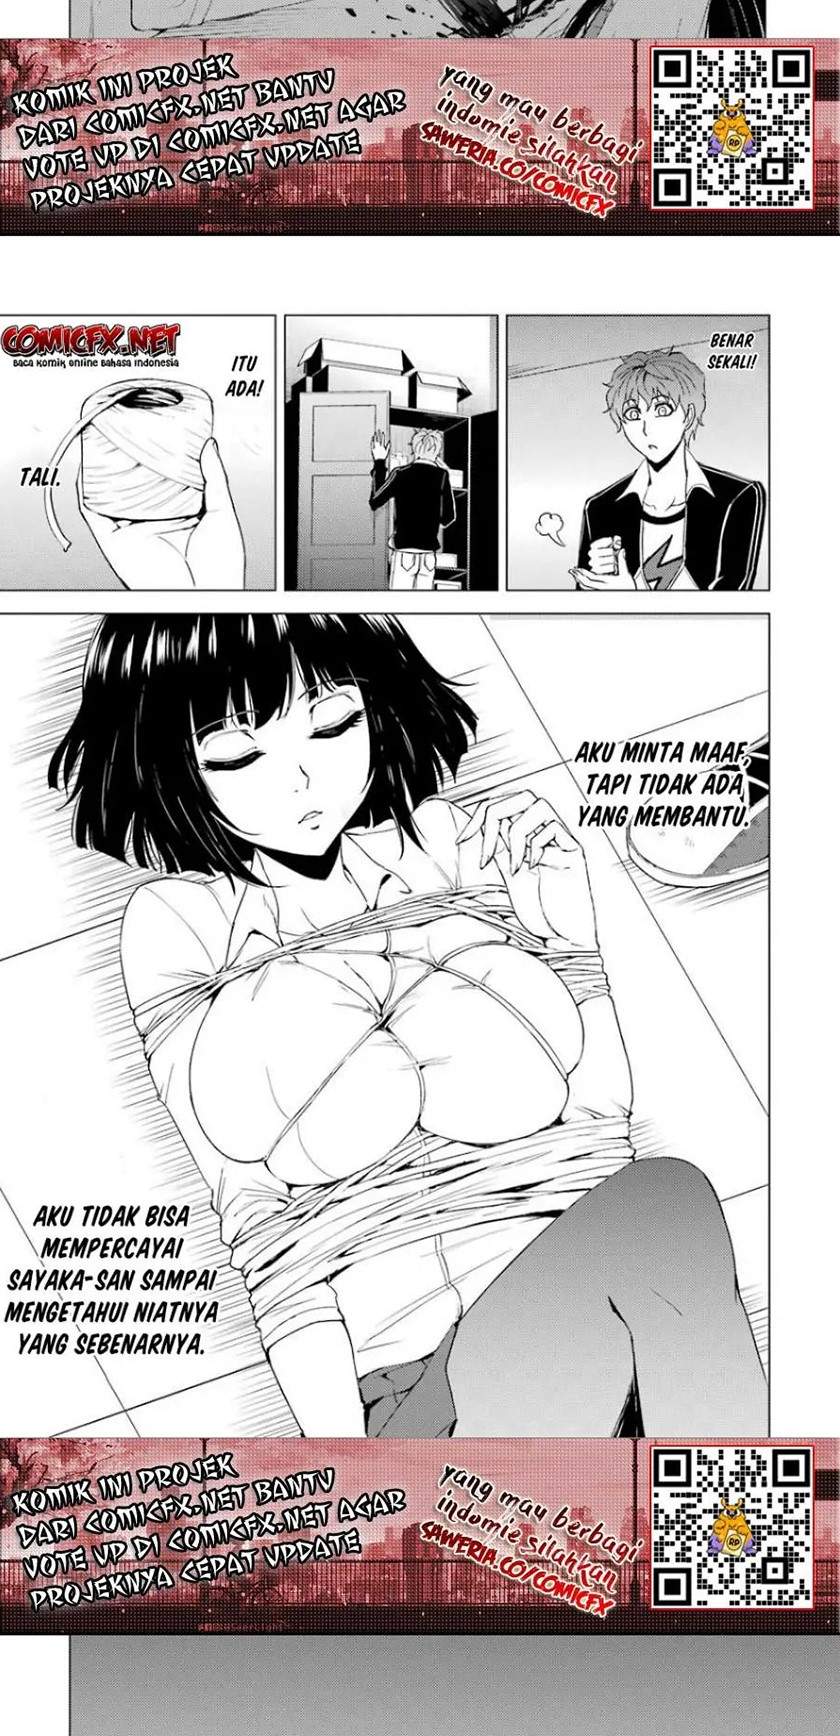 KOMIK INI PROJEK
DARI COMICFX.NET BANTU
VOTE UP DI COMICFX.NET AGAR
PROJEKNYA CEPAT UPDATE
yang mau berbagi
indomie silahkan
SAWERIA.CO/COMICFX
RP
BENAR
SEKALI!
COMICFX.NET
Baca Komik Online Bahasa Indonesia
ITU
ADA!
TALI.
AKU MINTA MAAF,
TAPI TIDAK ADA
YANG MEMBANTU.
AKU TIDAK BISA
MEMPERCAYAI
SAYAKA-SAN SAMPAI
MENGETAHUI NIATNYA
YANG SEBENARNYA.
KOMIK INI PROJEK
DARI COMICFX.NET BANTU
VOTE UP DI COMICFX.NET AGAR
PROJEKNYA CEPAT UPDATE
yang mau berbagi
indomie silahkan
SAWERIA.CO/COMICFX
RP